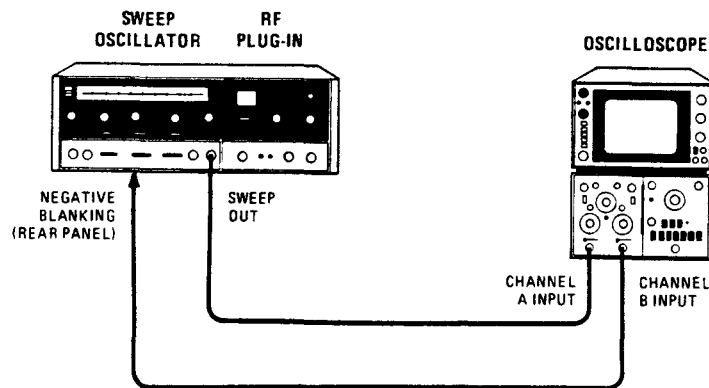 SWEEP
OSCILLATOR
RF
PLUG-IN
OSCILLOSCOPE
NEGATIVE
BLANKING
(REAR PANEL)
SWEEP
OUT
CHANNEL
A INPUT
CHANNEL
B INPUT